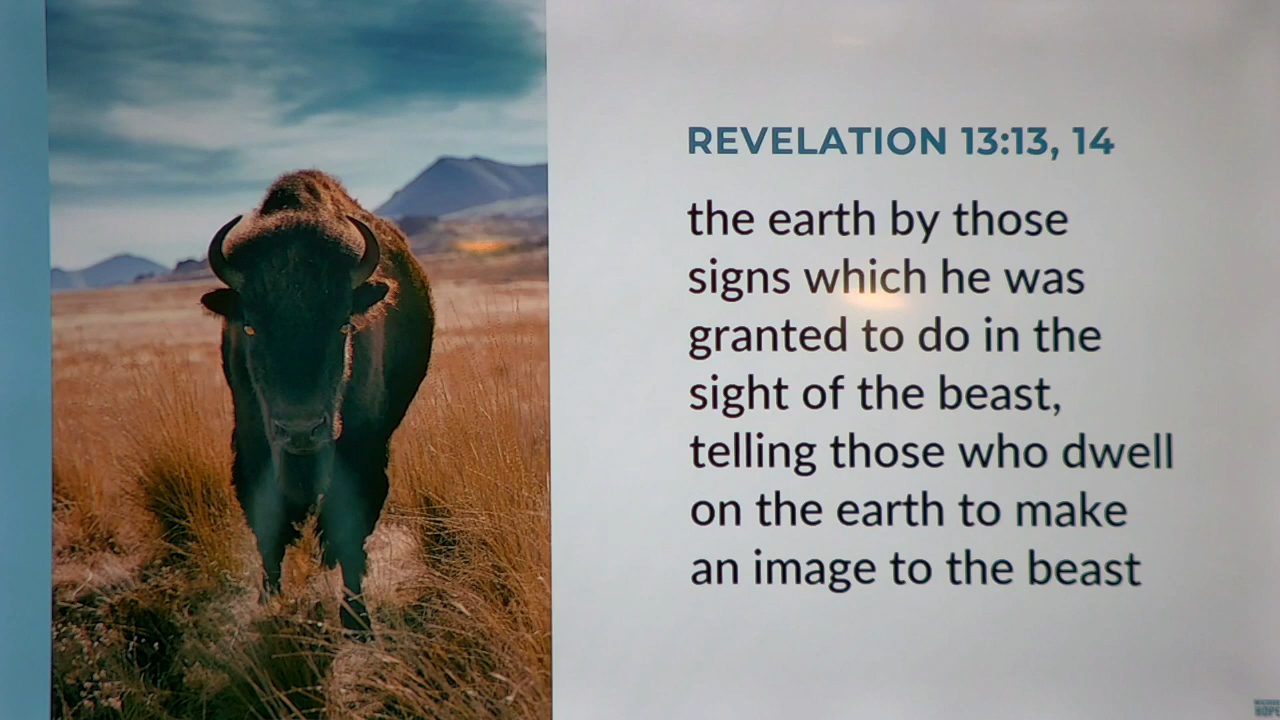 REVELATION 13:13, 14
the earth by those
signs which he was
granted to do in the
sight of the beast,
telling those who dwell
on the earth to make
an image to the beast
HOPE